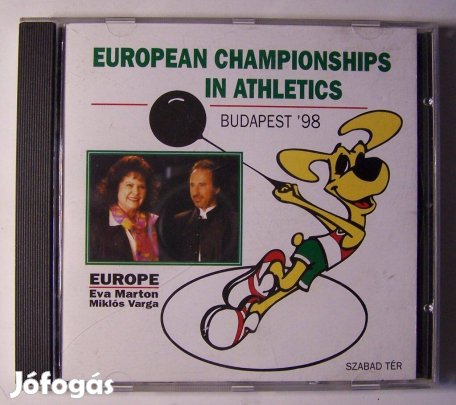 EUROPEAN CHAMPIONSHIPS
IN ATHLETICS
BUDAPEST '98
EUROPE
Eva Marton
Miklós Varga
SZABAD TÉR
Jófogás